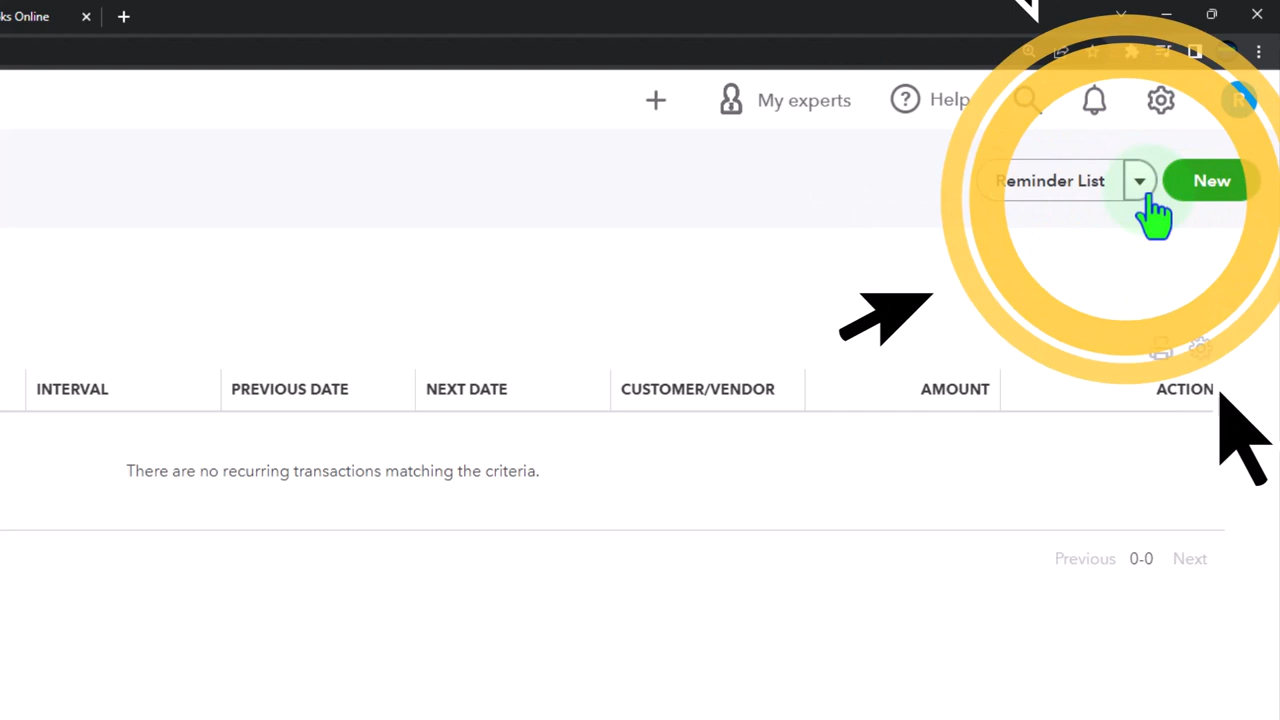 ks Online
My experts
Help
R
Reminder List
New
INTERVAL PREVIOUS DATE NEXT DATE CUSTOMER/VENDOR AMOUNT ACTION
There are no recurring transactions matching the criteria.
Previous 0-0 Next